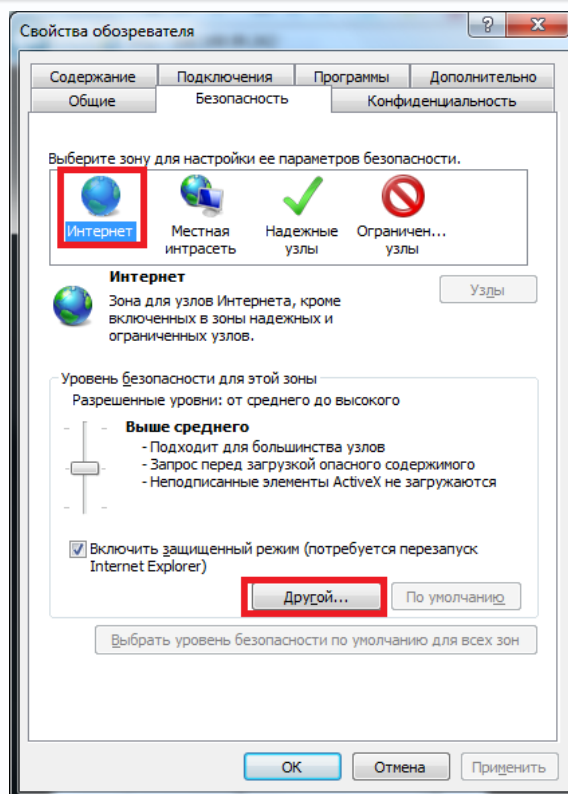 Свойства обозревателя
Содержание Подключения Программы Дополнительно
Общие Безопасность Конфиденциальность
Выберите зону для настройки ее параметров безопасности.
Интернет Местная Надежные Ограничен...
интрасеть узлы узлы
Интернет
Зона для узлов Интернета, кроме Узлы
включенных в зоны надежных и
ограниченных узлов.
Уровень безопасности для этой зоны
Разрешенные уровни: от среднего до высокого
Выше среднего
- Подходит для большинства узлов
- Запрос перед загрузкой опасного содержимого
- Неподписанные элементы ActiveX не загружаются
Включить защищенный режим (потребуется перезапуск
Internet Explorer)
Другой... По умолчанию
Выбрать уровень безопасности по умолчанию для всех зон
ОК Отмена Применить